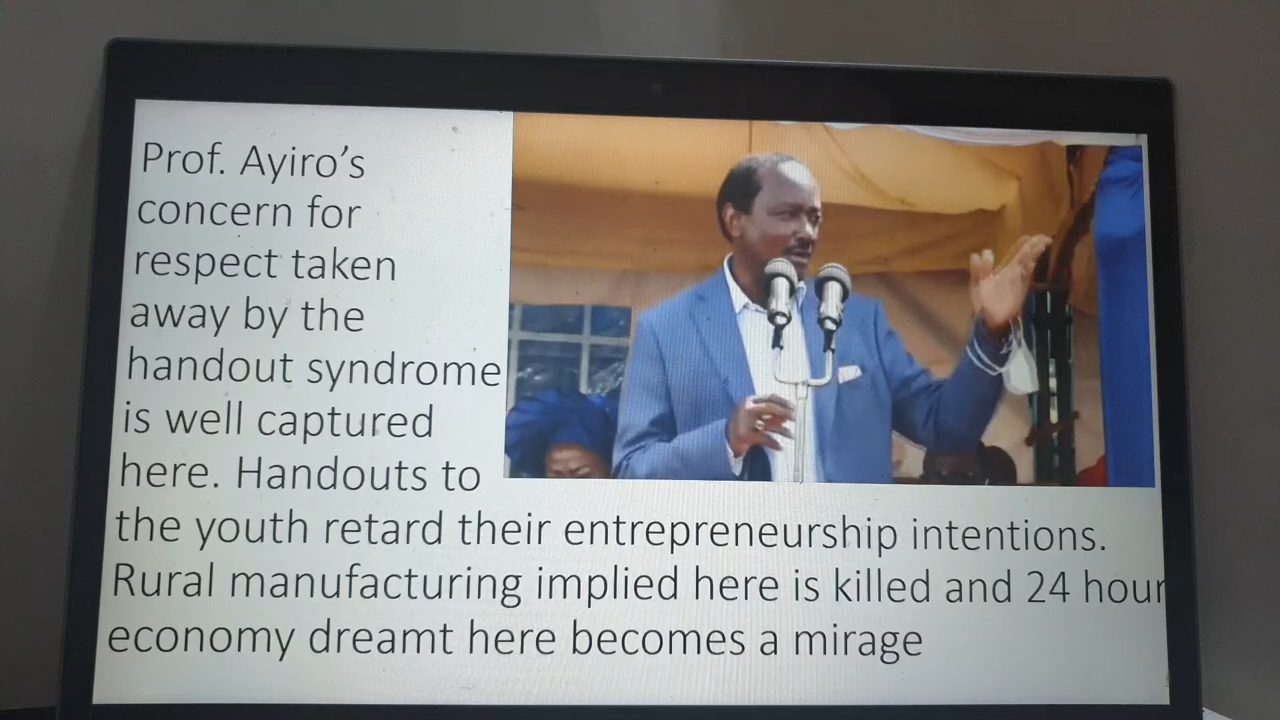 Prof. Ayiro’s
concern for
respect taken
away by the
handout syndrome
is well captured
here. Handouts to
the youth retard their entrepreneurship intentions.
Rural manufacturing implied here is killed and 24 hour
economy dreamt here becomes a mirage